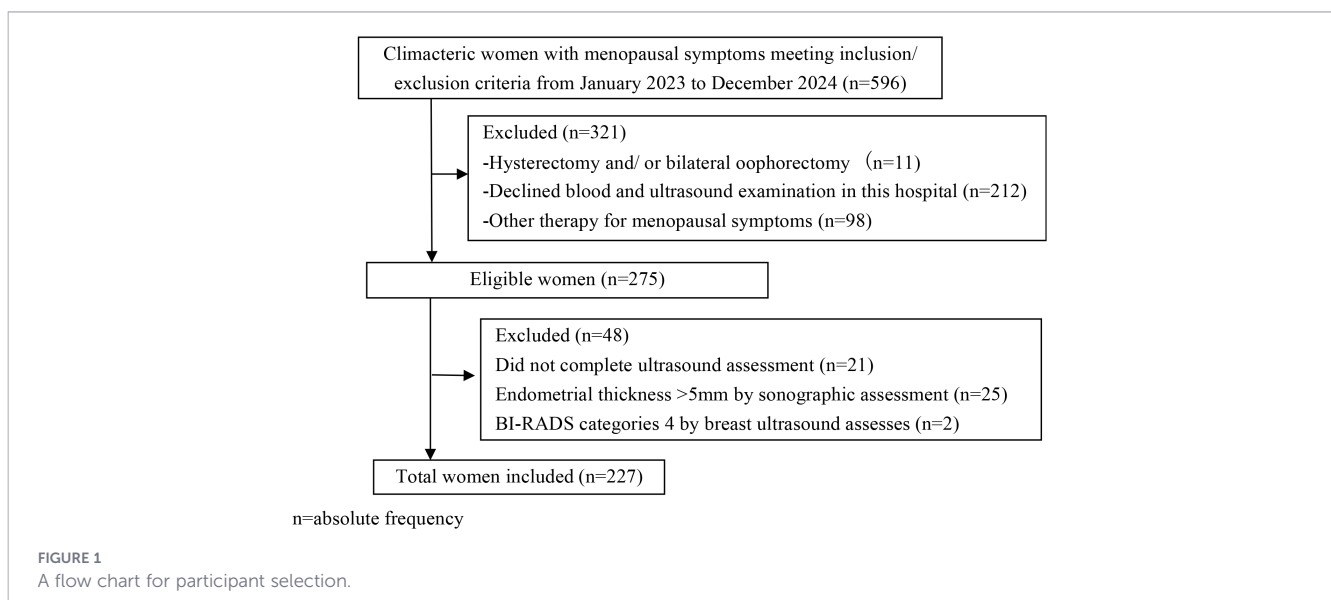 Climacteric women with menopausal symptoms meeting inclusion/
exclusion criteria from January 2023 to December 2024 (n=596)
Excluded (n=321)
-Hysterectomy and/ or bilateral oophorectomy （n=11)
-Declined blood and ultrasound examination in this hospital (n=212)
-Other therapy for menopausal symptoms (n=98)
Eligible women (n=275)
Excluded (n=48)
Did not complete ultrasound assessment (n=21)
Endometrial thickness >5mm by sonographic assessment (n=25)
BI-RADS categories 4 by breast ultrasound assesses (n=2)
Total women included (n=227)
n=absolute frequency
FIGURE 1
A flow chart for participant selection.